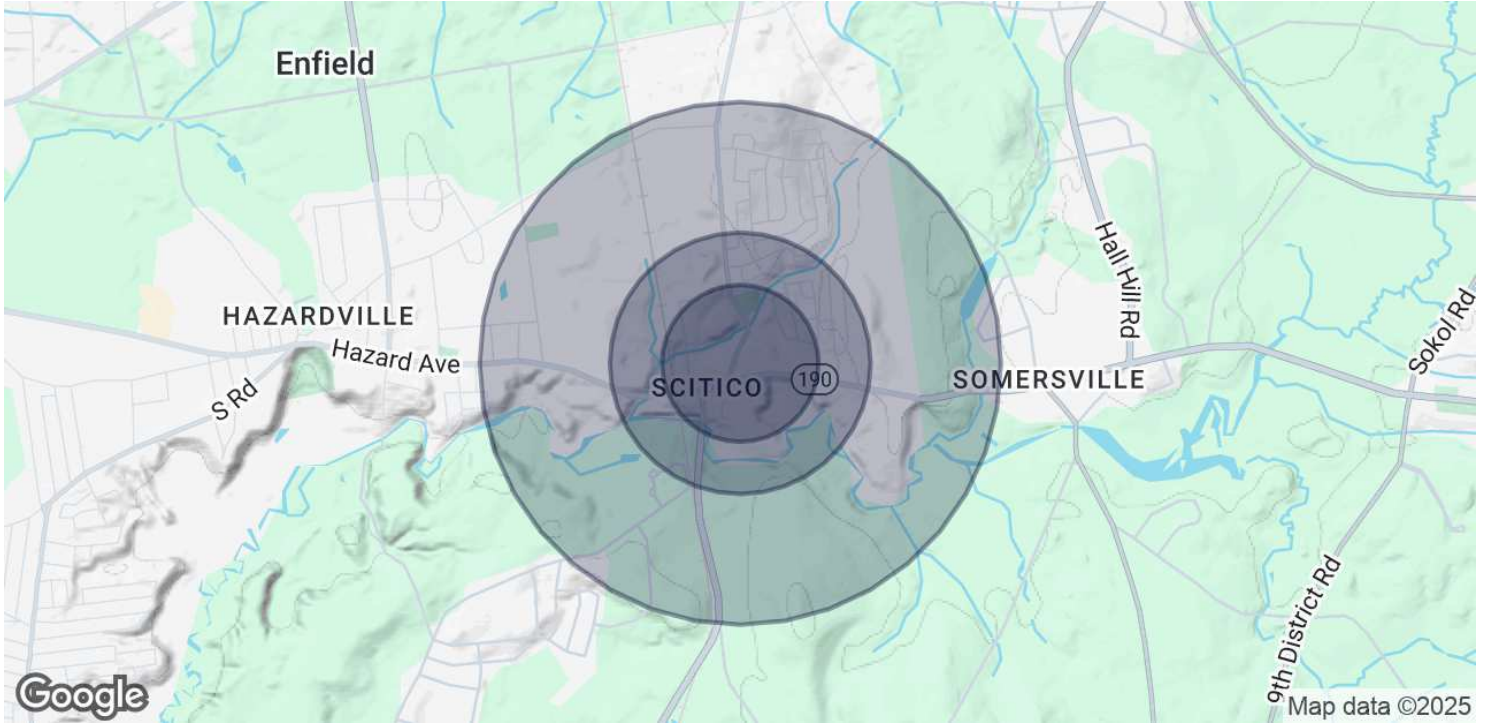 Enfield
HAZARDVILLE
Hazard Ave
S Rd
SCITICO
190
SOMERSVILLE
Hall Hill Rd
Sokol Rd
9th District Rd
Google
Map data ©2025